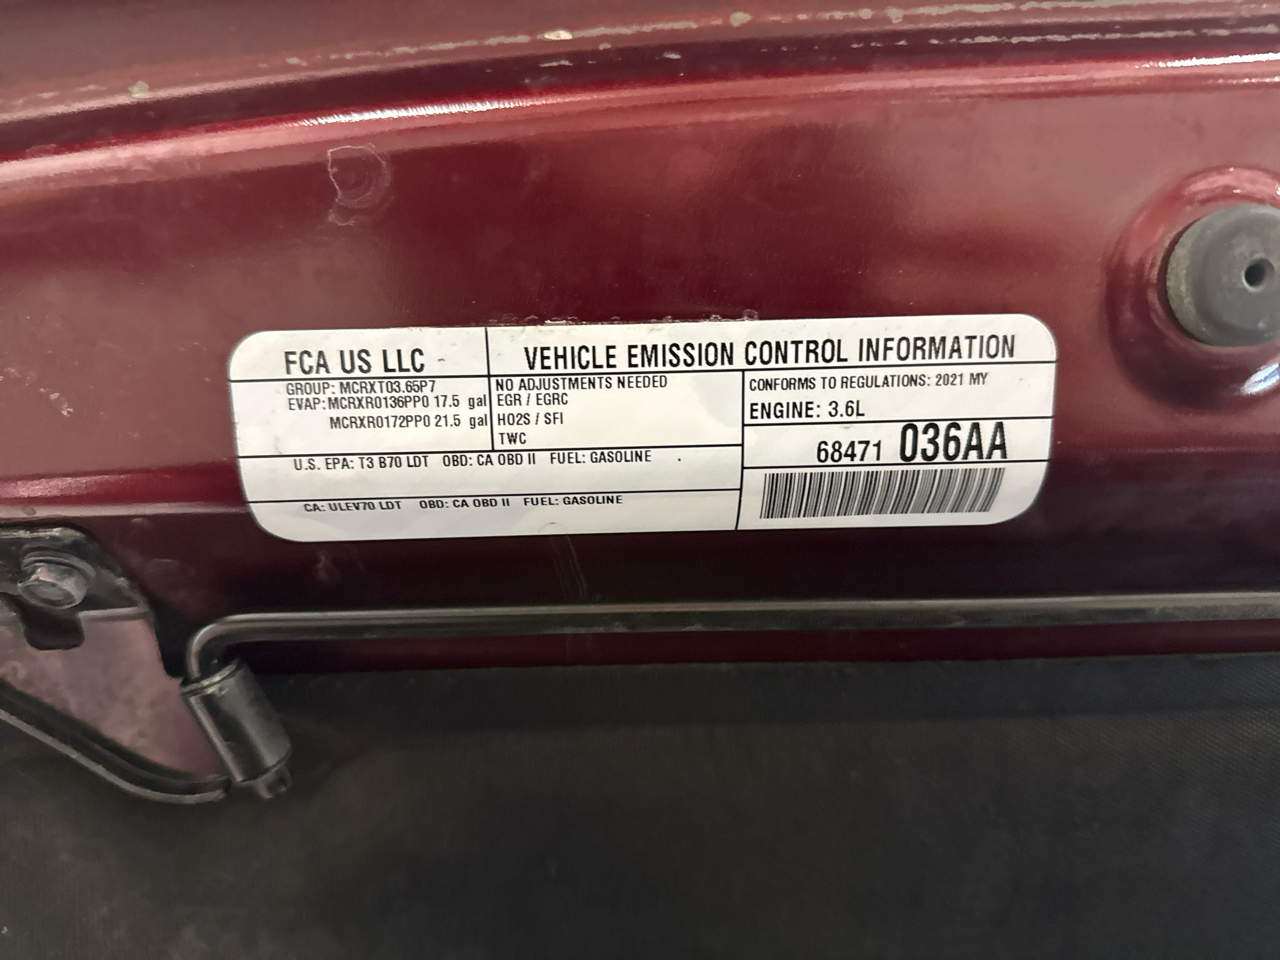 FCA US LLC
VEHICLE EMISSION CONTROL INFORMATION
GROUP: MCRXT03.65P7
EVAP: MCRXR0136PP0 17.5 gal
MCRXR0172PP0 21.5 gal
NO ADJUSTMENTS NEEDED
EGR / EGRC
HO2S / SFI
TWC
CONFORMS TO REGULATIONS: 2021 MY
ENGINE: 3.6L
68471 036AA
U.S. EPA: T3 B70 LDT OBD: CA OBD II FUEL: GASOLINE
CA: ULEV70 LDT OBD: CA OBD II FUEL: GASOLINE